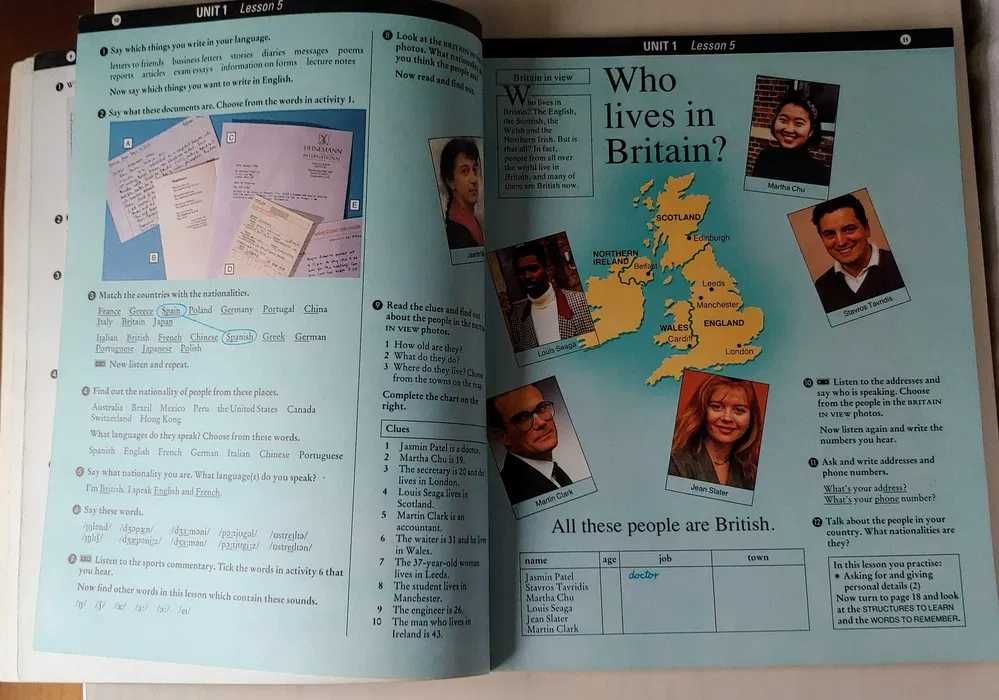 10
UNIT 1 Lesson 5
1 Say which things you write in your language.
letters to friends business letters stories diaries messages poems
reports articles exam essays information on forms lecture notes
Now say which things you want to write in English.
2 Say what these documents are. Choose from the words in activity 1.
A
C
HEINEMANN
INTERNATIONAL
E
B
D
3 Match the countries with the nationalities.
France Greece Spain Poland Germany Portugal China
Italy Britain Japan
Italian British French Chinese Spanish Greek German
Portuguese Japanese Polish
Now listen and repeat.
4 Find out the nationality of people from these places.
Australia Brazil Mexico Peru the United States Canada
Switzerland Hong Kong
What languages do they speak? Choose from these words.
Spanish English French German Italian Chinese Portuguese
5 Say what nationality you are. What language(s) do you speak?
I'm British. I speak English and French.
6 Say these words.
7 Listen to the sports commentary. Tick the words in activity 6 that
you hear.
Now find other words in this lesson which contain these sounds.
8 Look at the
photos. What
you think the people
Now read and find out.
9 Read the clues and find out
about the people in the
IN VIEW photos.
1 How old are they?
2 What do they do?
3 Where do they live? Choose
from the towns on the map.
Complete the chart on the
right.
Clues
1 Jasmin Patel is a doctor.
2 Martha Chu is 19.
3 The secretary is 20 and
lives in London.
4 Louis Seaga lives in
Scotland.
5 Martin Clark is an
accountant.
6 The waiter is 31 and he lives
in Wales.
7 The 37-year-old woman
lives in Leeds.
8 The student lives in
Manchester.
9 The engineer is 26.
10 The man who lives in
Ireland is 43.
UNIT 1 Lesson 5
11
Britain in view
Who lives in
Britain? The English,
the Scottish, the
Welsh and the
Northern Irish. But is
that all? In fact,
people from all over
the world live in
Britain, and many of
them are British now.
Who
lives in
Britain?
Martha Chu
Stavros Tavridis
Louis Seaga
Martin Clark
Jean Slater
SCOTLAND
Edinburgh
NORTHERN
IRELAND
Belfast
Leeds
Manchester
WALES
ENGLAND
Cardiff
London
All these people are British.
name age job town
Jasmin Patel doctor
Stavros Tavridis
Martha Chu
Louis Seaga
Jean Slater
Martin Clark
10 Listen to the addresses and
say who is speaking. Choose
from the people in the BRITAIN
IN VIEW photos.
Now listen again and write the
numbers you hear.
11 Ask and write addresses and
phone numbers.
What's your address?
What's your phone number?
12 Talk about the people in your
country. What nationalities are
they?
In this lesson you practise:
• Asking for and giving
personal details (2)
Now turn to page 18 and look
at the STRUCTURES TO LEARN
and the WORDS TO REMEMBER.